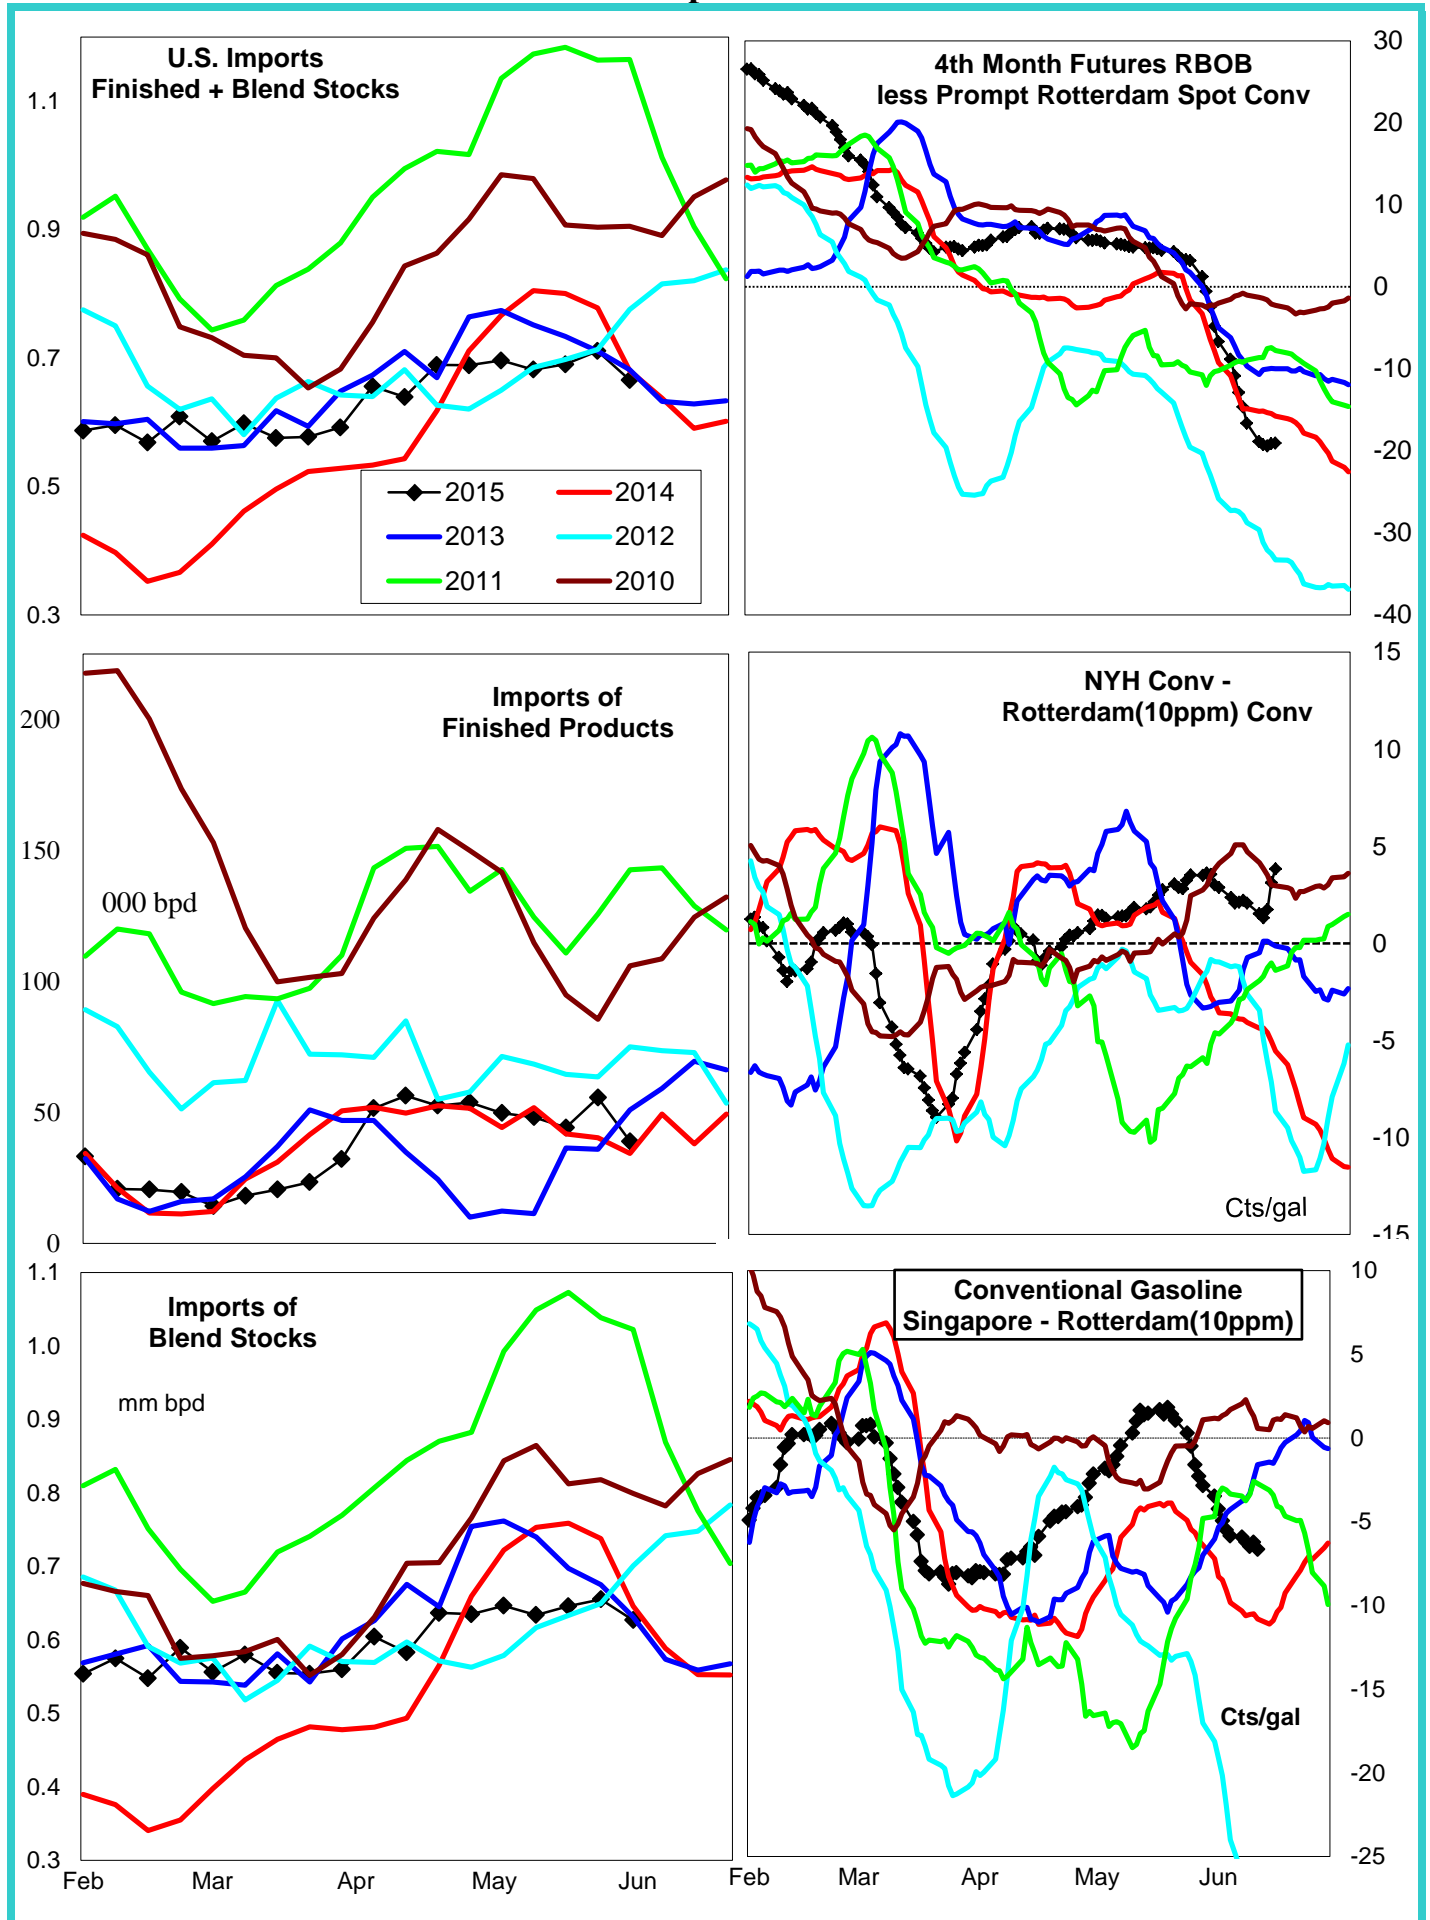 U.S. Imports
Finished + Blend Stocks
1.1
0.9
0.7
0.5
0.3
2015
2014
2013
2012
2011
2010
4th Month Futures RBOB
less Prompt Rotterdam Spot Conv
30
20
10
0
-10
-20
-30
-40
Imports of
Finished Products
000 bpd
200
150
100
50
0
NYH Conv -
Rotterdam(10ppm) Conv
15
10
5
0
-5
-10
-15
Cts/gal
Imports of
Blend Stocks
mm bpd
1.1
1.0
0.9
0.8
0.7
0.6
0.5
0.4
0.3
Feb Mar Apr May Jun
Conventional Gasoline
Singapore - Rotterdam(10ppm)
10
5
0
-5
-10
-15
-20
-25
Cts/gal
Feb Mar Apr May Jun